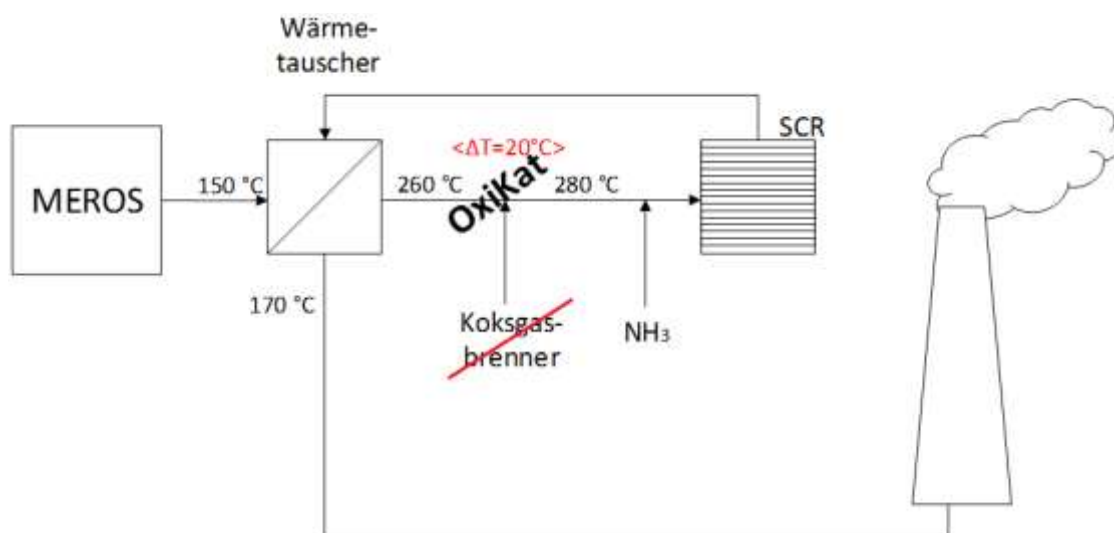 Wärme-
tauscher
SCR
<ΔT=20°C>
MEROS
150 °C
260 °C
OxiKat
280 °C
170 °C
Koksgas-
brenner
NH₃